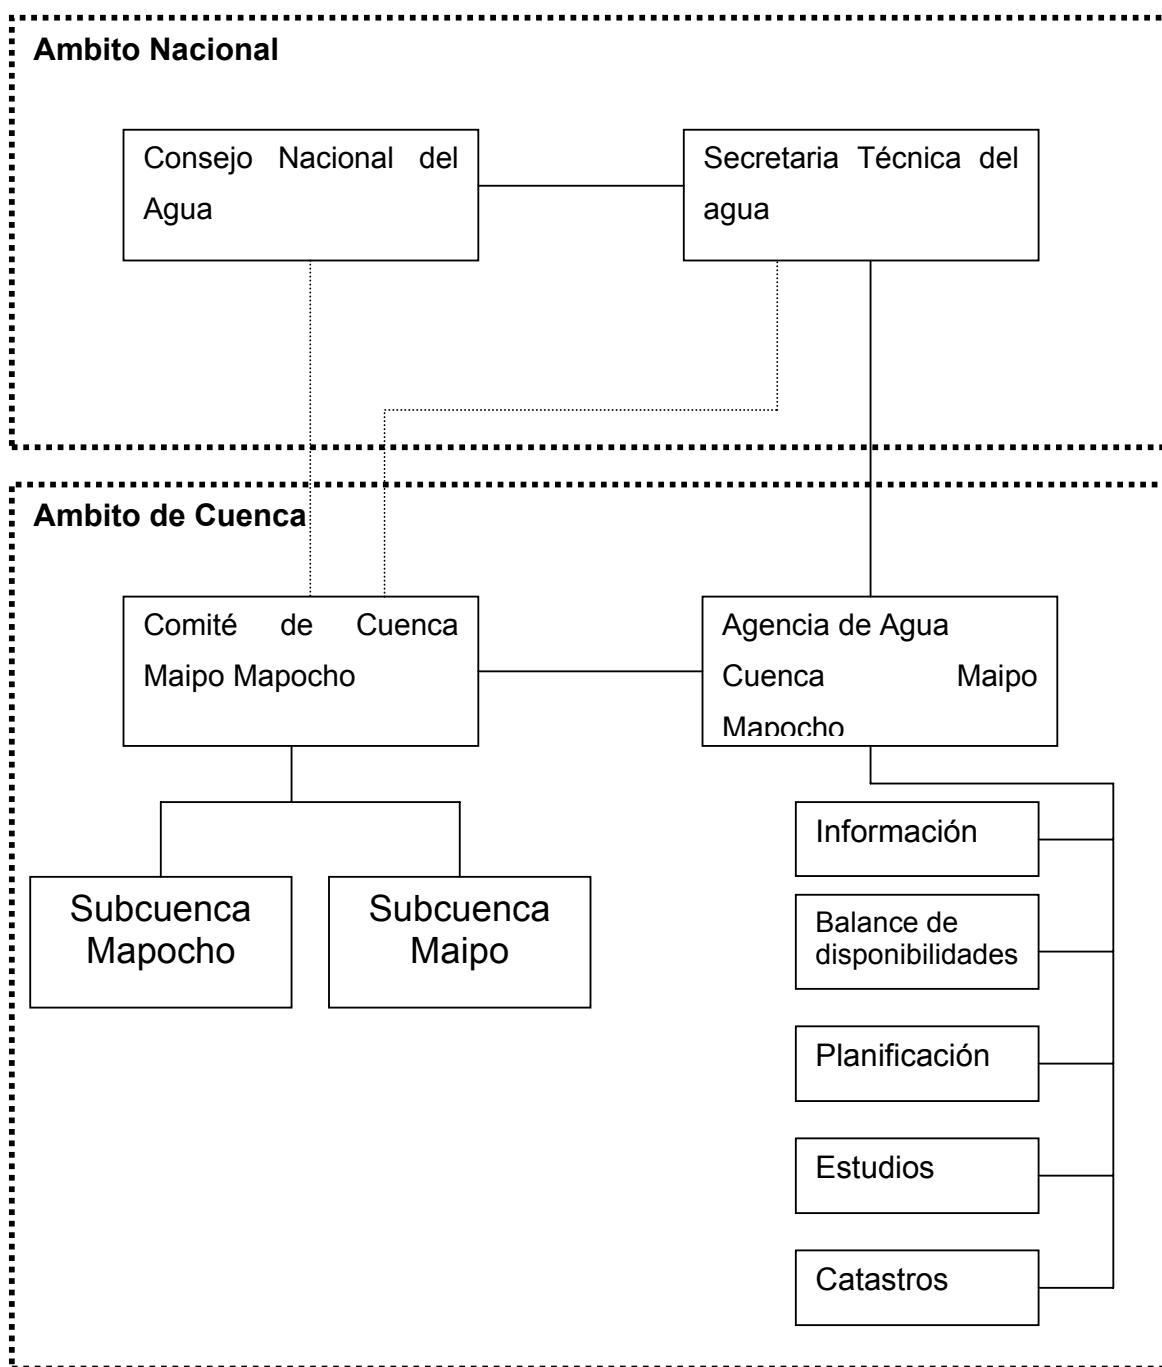 Ambito Nacional
Consejo Nacional del
Agua
Secretaria Técnica del
agua
Ambito de Cuenca
Comité de Cuenca
Maipo Mapocho
Agencia de Agua
Cuenca Maipo
Mapocho
Subcuenca
Mapocho
Subcuenca
Maipo
Información
Balance de
disponibilidades
Planificación
Estudios
Catastros